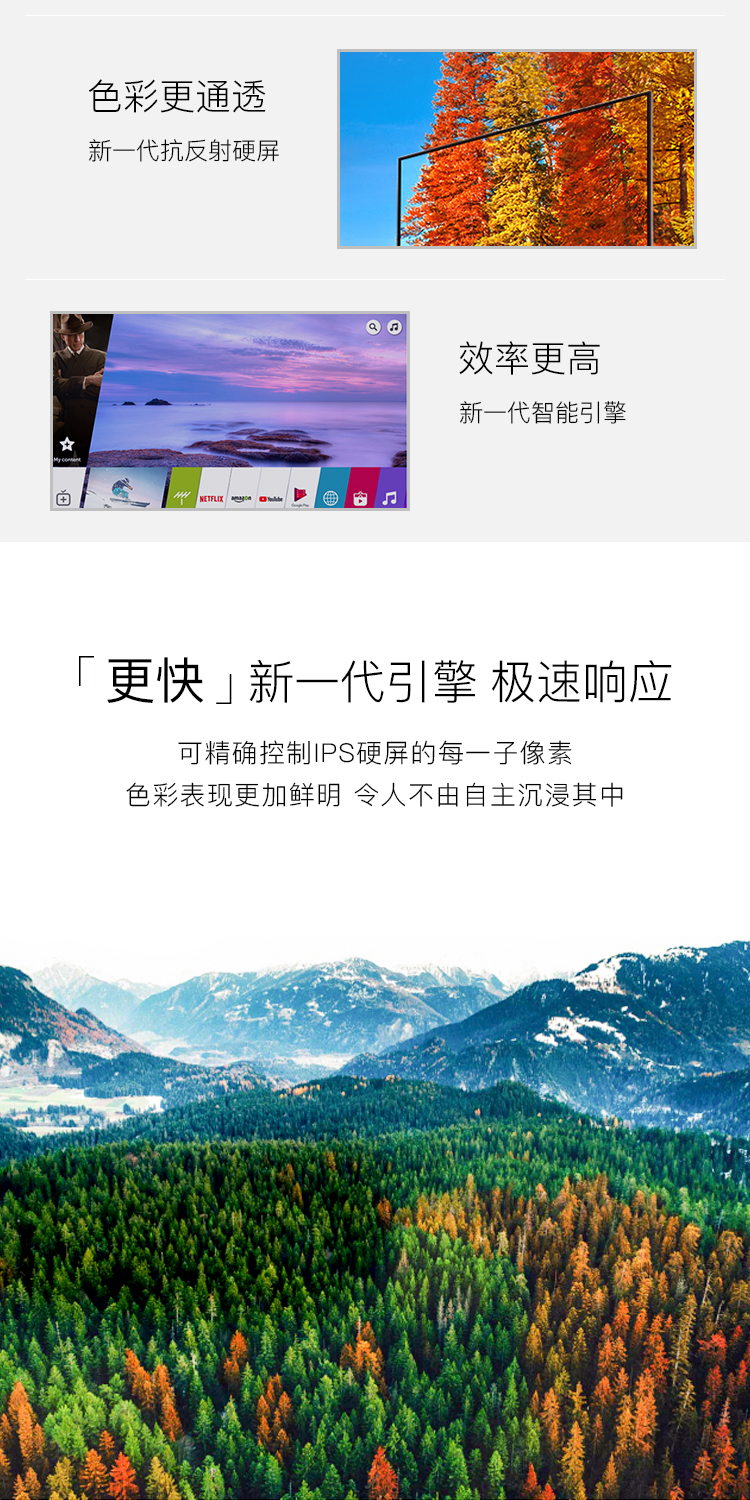 色彩更通透
新一代抗反射硬屏
效率更高
新一代智能引擎
My content
NETFLIX
amazon
YouTube
Google Play
「更快」新一代引擎 极速响应
可精确控制IPS硬屏的每一子像素
色彩表现更加鲜明 令人不由自主沉浸其中